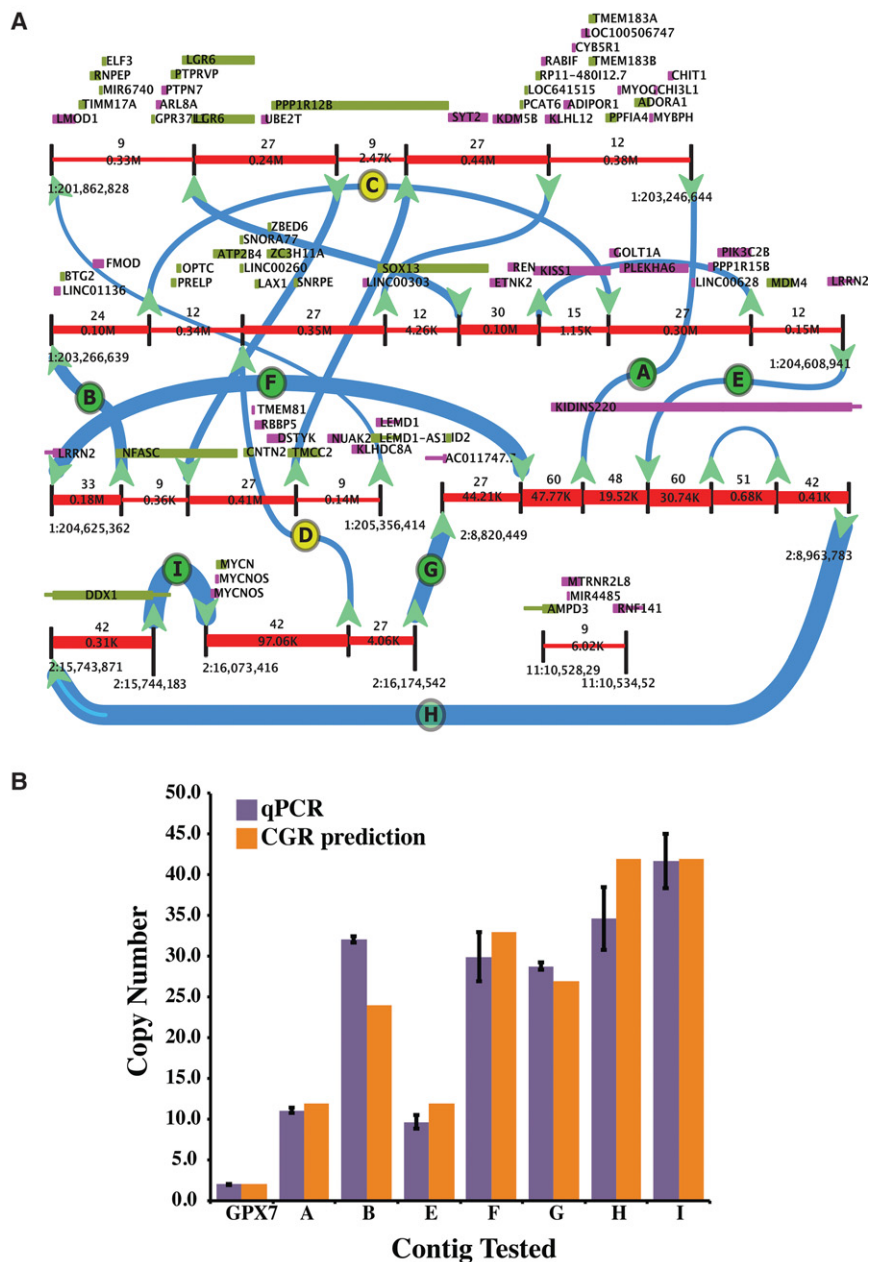 A
TMEM183A
LOC100506747
CYB5R1
ELF3 LGR6 RABIF TMEM183B
RNPEP PTPRVP RP11-480I12.7 CHIT1
MIR6740 PTPN7 LOC641515 MYOG CHI3L1
TIMM17A ARL8A PPP1R12B PCAT6 ADIPOR1 ADORA1
LMOD1 GPR37 LGR6 UBE2T SYT2 KDM5B KLHL12 PPFIA4 MYBPH
9 27 9 27 12
0.33M 0.24M 2.47K 0.44M 0.38M
1:201,862,828 C 1:203,246,644
ZBED6
SNORA77
FMOD ATP2B4 ZC3H11A GOLT1A PIK3C2B
BTG2 OPTC LINC00260 SOX13 REN KISS1 PLEKHA6 PPP1R15B
LINC01136 PRELP LAX1 SNRPE LINC00303 ETNK2 LINC00628 MDM4 LRRN2
24 12 27 12 30 15 27 12
0.10M 0.34M 0.35M 4.26K 0.10M 1.15K 0.30M 0.15M
1:203,266,639 1:204,608,941
B F A E
TMEM81 KIDINS220
RBBP5 LEMD1
DSTYK NUAK2 LEMD1-AS1 ID2
LRRN2 NFASC CNTN2 TMCC2 KLHDC8A AC011747.
33 9 27 9 27 60 48 60 51 42
0.18M 0.36K 0.41M 0.14M 44.21K 47.77K 19.52K 30.74K 0.68K 0.41K
1:204,625,362 1:205,356,414 2:8,820,449 2:8,963,783
D
I G
MYCN MTRNR2L8
MYCNOS MIR4485
DDX1 MYCNOS AMPD3 RNF141
42 42 27 9
0.31K 97.06K 4.06K 6.02K
2:15,743,871 2:16,073,416 11:10,528,29 11:10,534,52
2:15,744,183 2:16,174,542
H
B
50.0
qPCR
CGR prediction
45.0
40.0
35.0
30.0
25.0
20.0
15.0
10.0
5.0
0.0
Copy Number
GPX7 A B E F G H I
Contig Tested